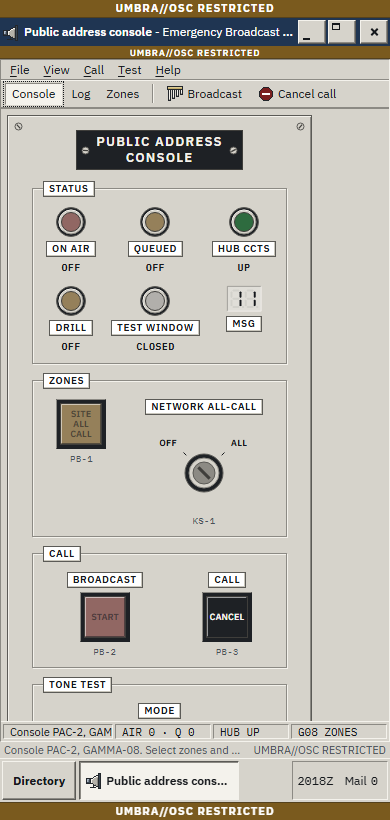 UMBRA//OSC RESTRICTED
Public address console - Emergency Broadcast ...
UMBRA//OSC RESTRICTED
File View Call Test Help
Console Log Zones Broadcast Cancel call
PUBLIC ADDRESS
CONSOLE
STATUS
ON AIR QUEUED HUB CCTS
OFF OFF UP
11
DRILL TEST WINDOW MSG
OFF CLOSED
ZONES
NETWORK ALL-CALL
SITE
ALL
CALL
OFF ALL
PB-1
KS-1
CALL
BROADCAST CALL
START CANCEL
PB-2 PB-3
TONE TEST
MODE
Console PAC-2, GAM AIR 0 · Q 0 HUB UP G08 ZONES
Console PAC-2, GAMMA-08. Select zones and ... UMBRA//OSC RESTRICTED
Directory Public address cons... 2018Z Mail 0
UMBRA//OSC RESTRICTED